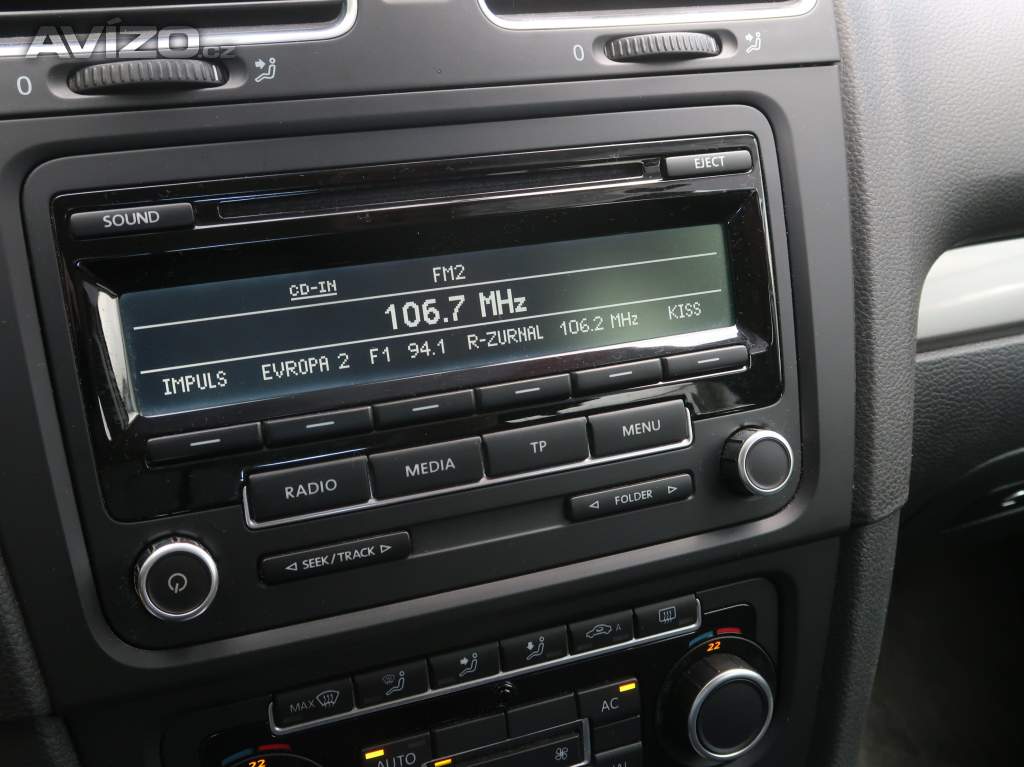 AVÍZO.cz
0
0
SOUND
EJECT
CD-IN FM2
106.7 MHz
IMPULS EVROPA 2 F1 94.1 R-ZURNAL 106.2 MHz KISS
RADIO MEDIA TP MENU
SEEK/TRACK FOLDER
A
MAX
22
AC
22
AUTO